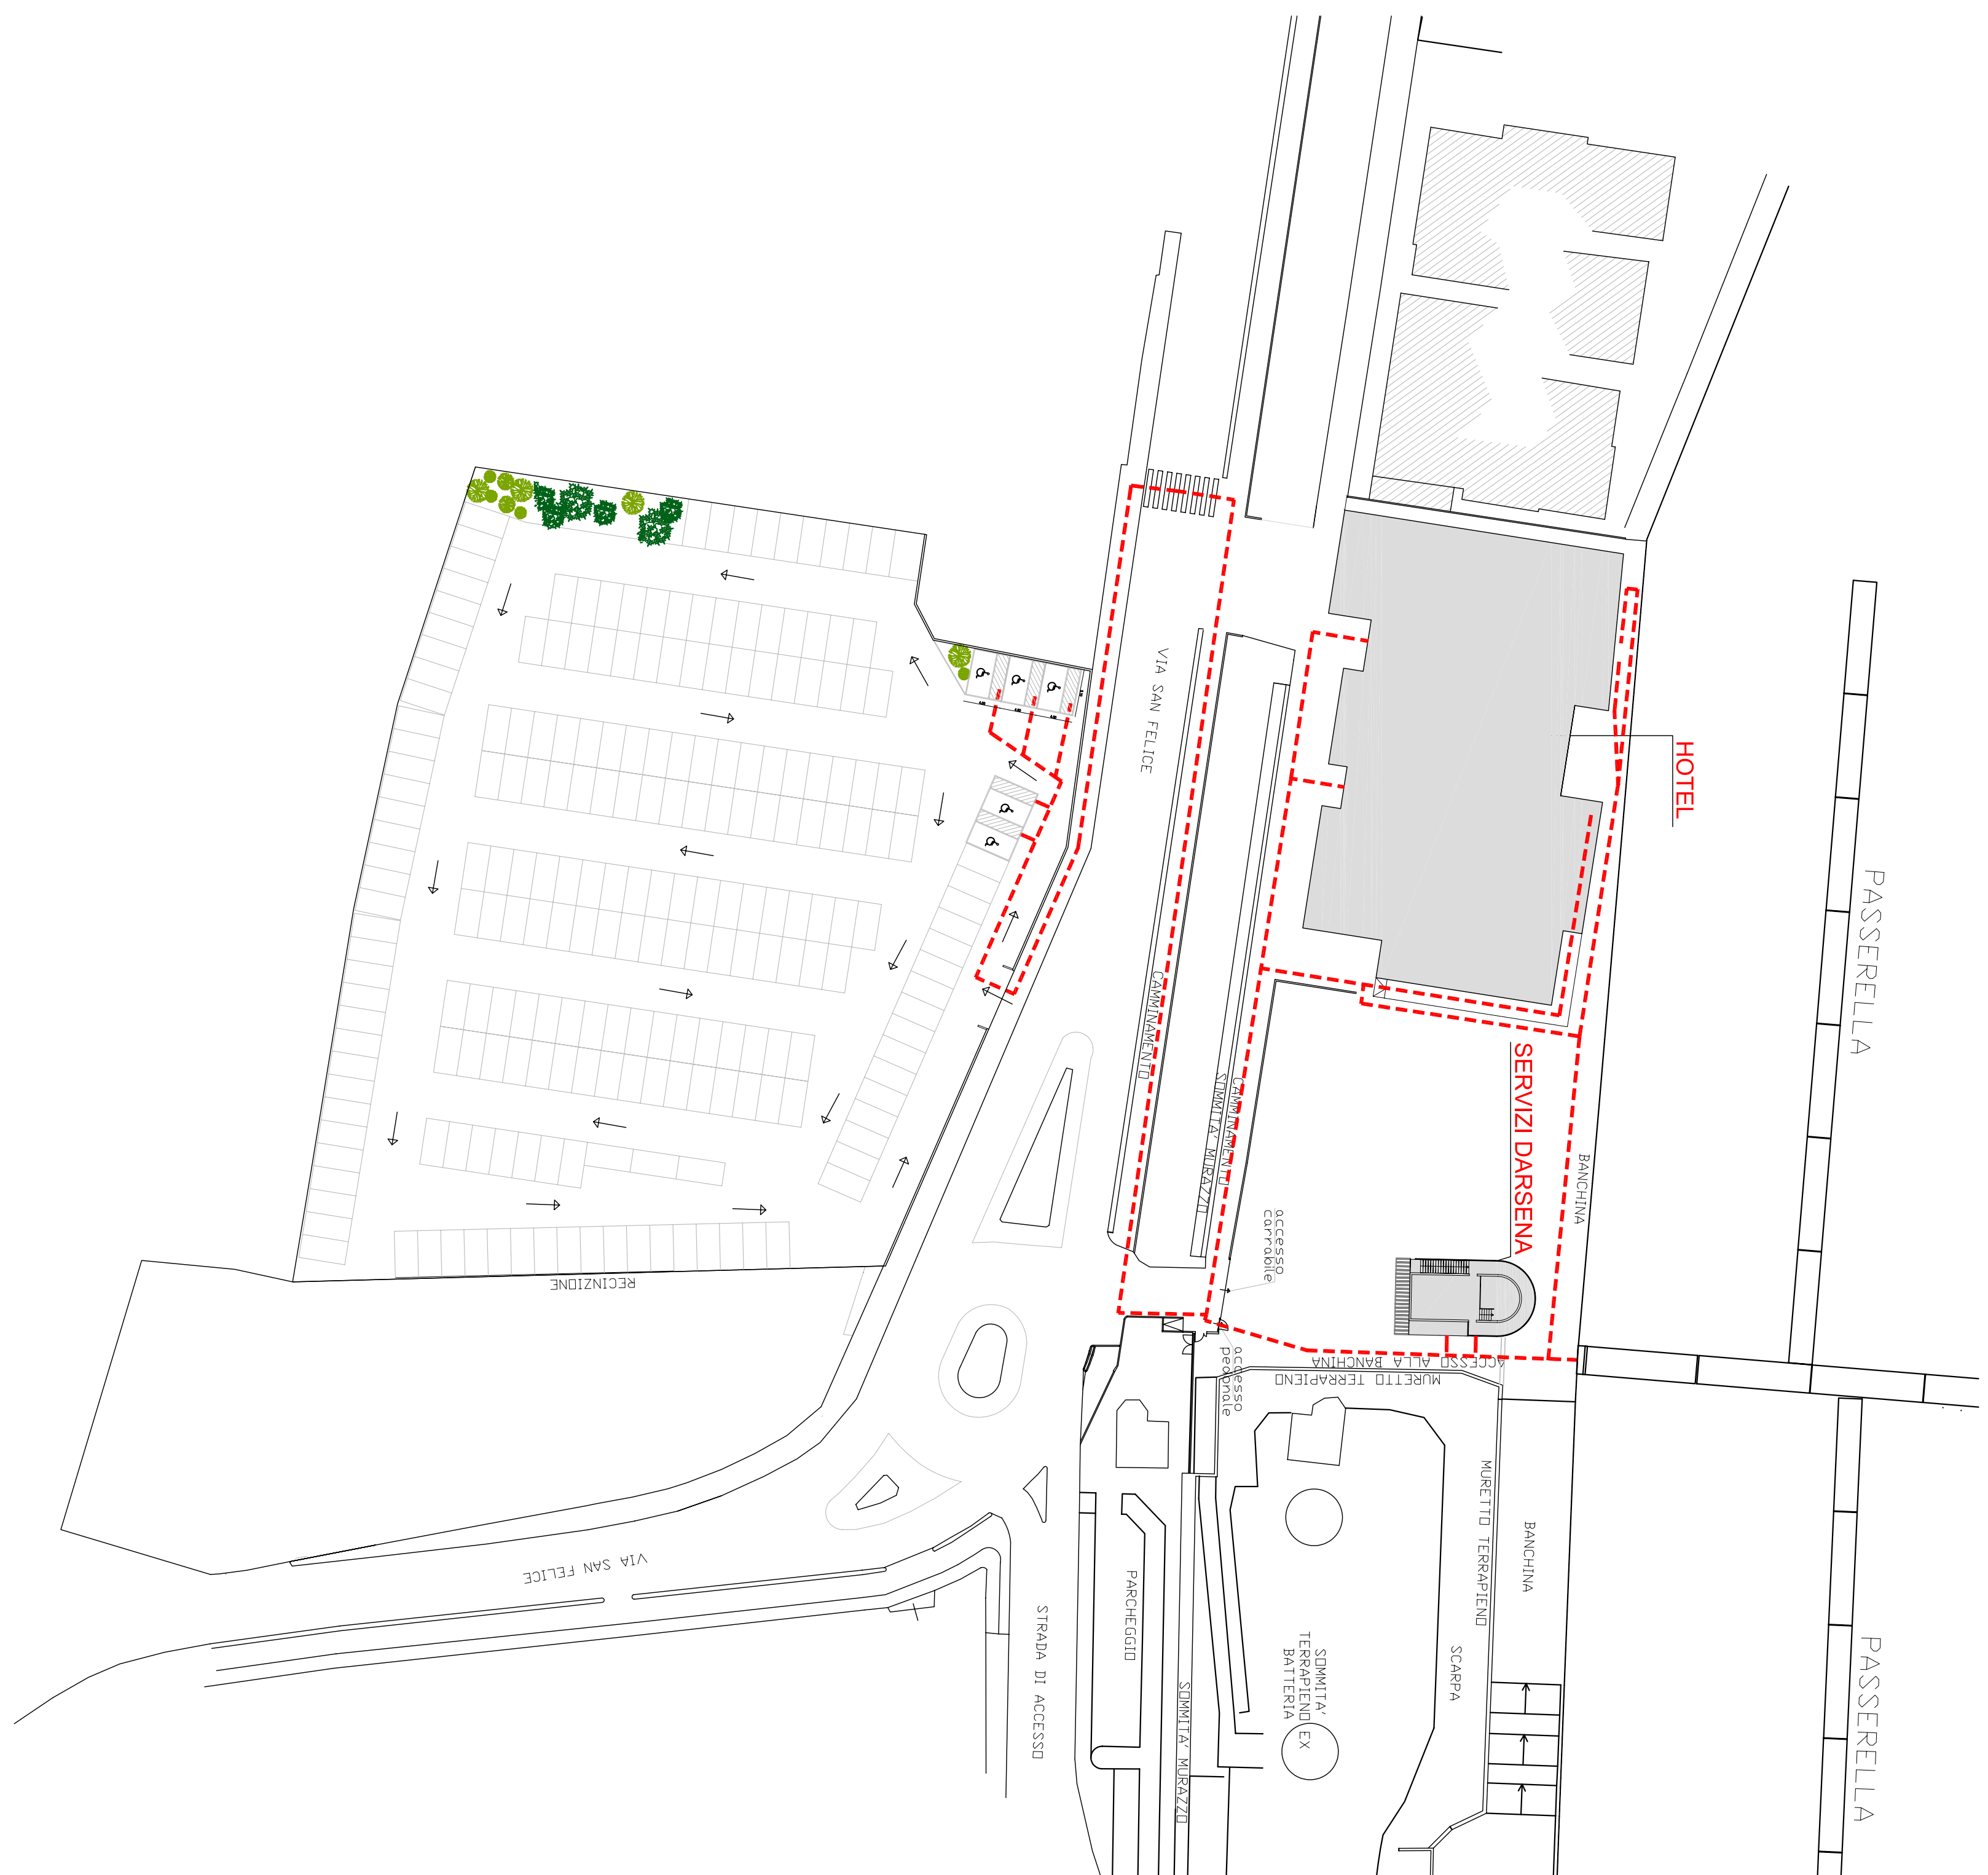 HOTEL
VIA SAN FELICE
PASSERELLA
CAMMINAMENTO
CAMMINAMENTO
SOMMITA' MURAZZO
SERVIZI DARSENA
BANCHINA
accesso
carrabile
RECINZIONE
ACCESSO ALLA BANCHINA
MURETTO TERRAPIENO
accesso
pedonale
MURETTO TERRAPIENO
BANCHINA
VIA SAN FELICE
PARCHEGGIO
STRADA DI ACCESSO
SOMMITA'
TERRAPIENO EX
BATTERIA
SCARPA
SOMMITA' MURAZZO
PASSERELLA